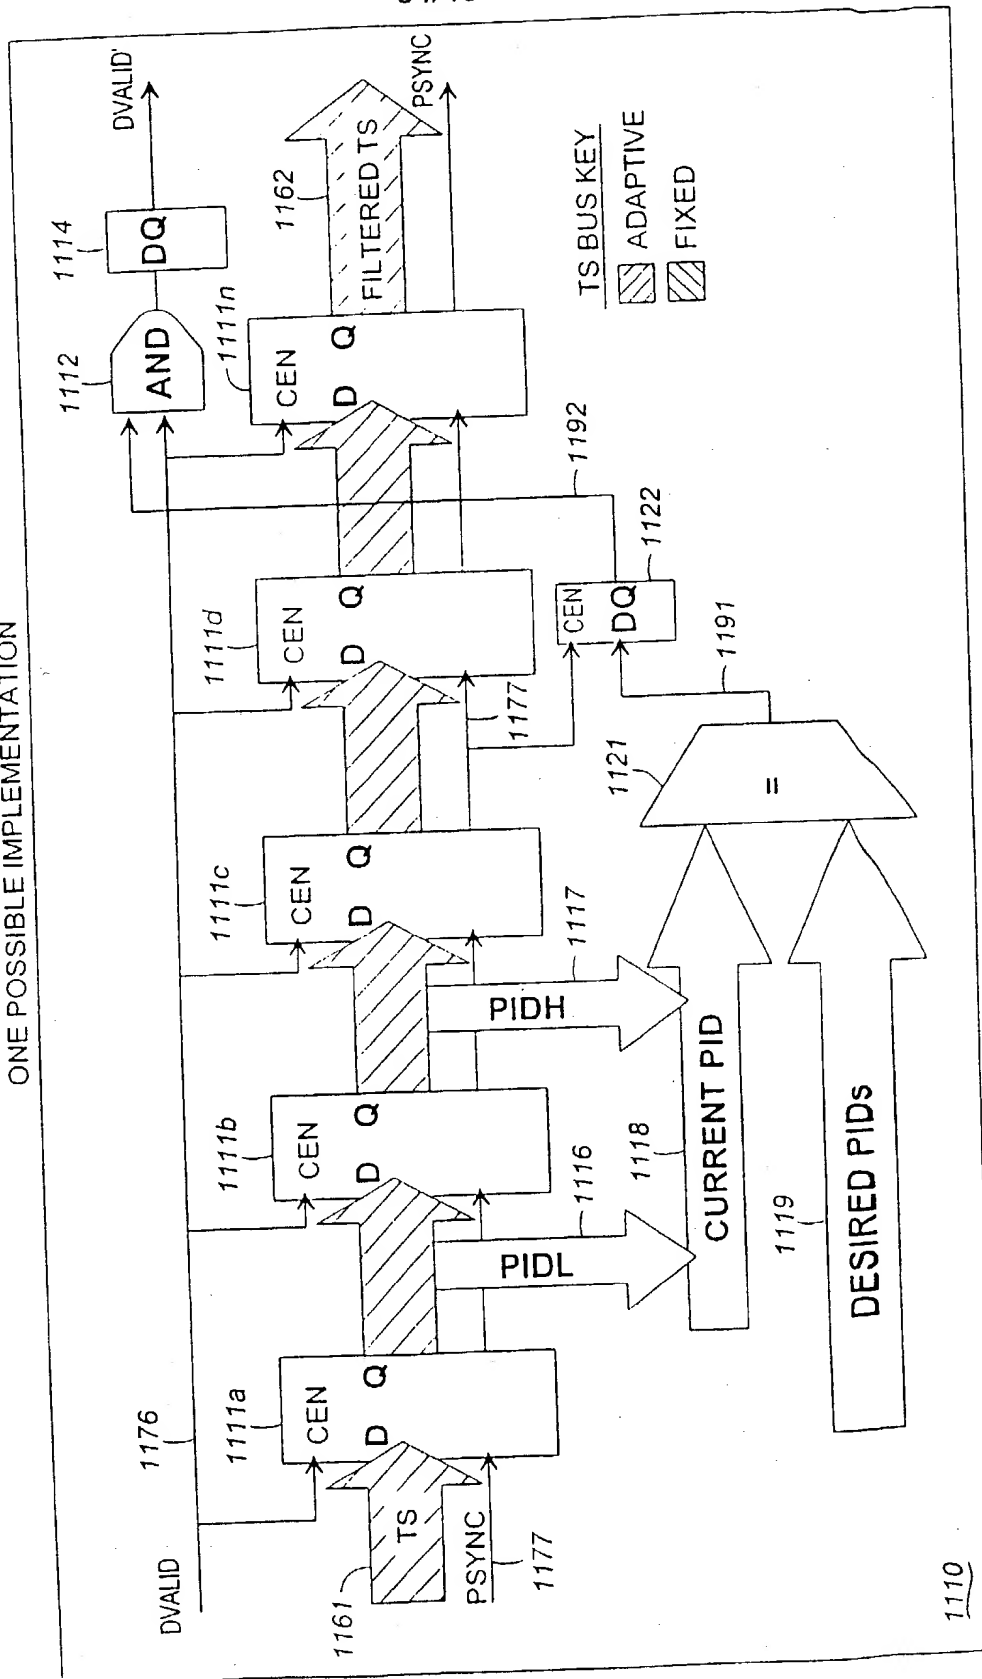 ONE POSSIBLE IMPLEMENTATION
DVALID
1176
DVALID'
1114
DQ
1112
AND
1161
TS
PSYNC
1177
1111a
CEN
D Q
1111b
CEN
D Q
1111c
CEN
D Q
1111d
CEN
D Q
1111n
CEN
D Q
1162
FILTERED TS
PSYNC
1177
1192
PIDL
1116
PIDH
1117
1122
CEN
DQ
1191
1121
=
1118
CURRENT PID
1119
DESIRED PIDs
TS BUS KEY
ADAPTIVE
FIXED
1110